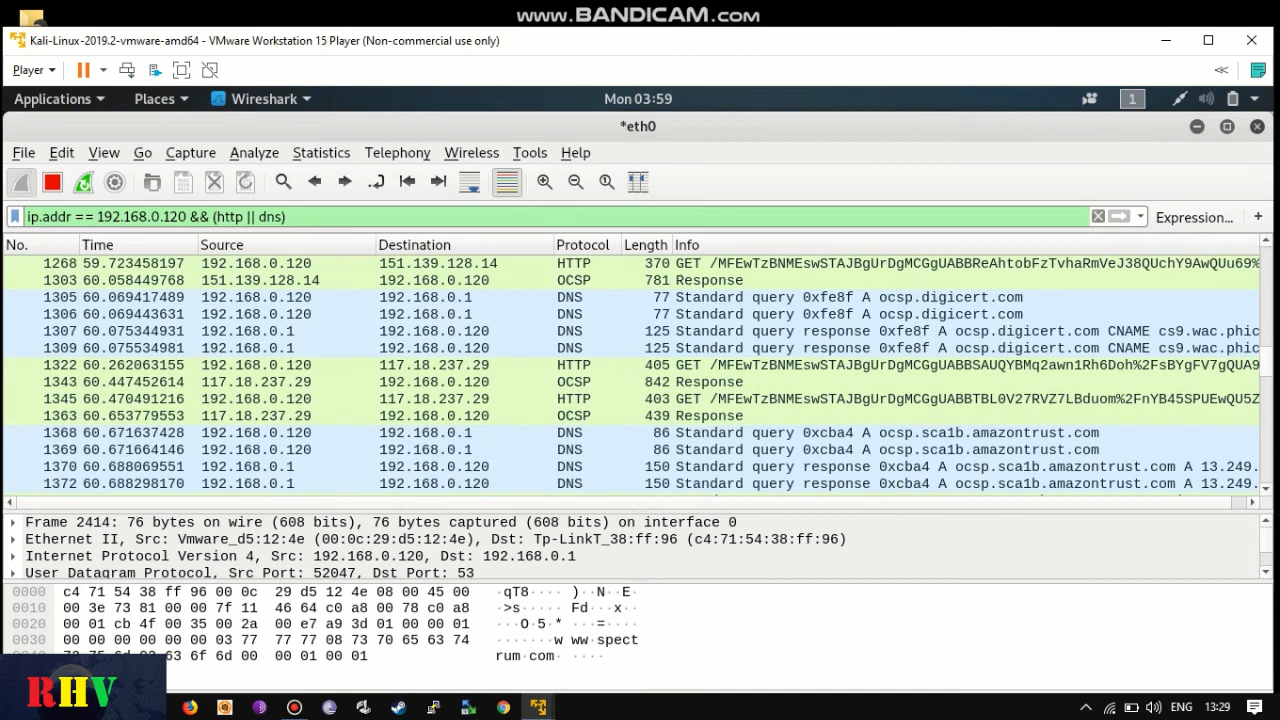 www.BANDICAM.com
Kali-Linux-2019.2-vmware-amd64 - VMware Workstation 15 Player (Non-commercial use only)
Player
Applications Places Wireshark Mon 03:59 1
*eth0
File Edit View Go Capture Analyze Statistics Telephony Wireless Tools Help
ip.addr == 192.168.0.120 && (http || dns) Expression… +
No. Time Source Destination Protocol Length Info
1268 59.723458197 192.168.0.120 151.139.128.14 HTTP 370 GET /MFEwTzBNMEswSTAJBgUrDgMCGgUABBReAhtobFzTvhaRmVeJ38QUchY9AwQUu69%
1303 60.058449768 151.139.128.14 192.168.0.120 OCSP 781 Response
1305 60.069417489 192.168.0.120 192.168.0.1 DNS 77 Standard query 0xfe8f A ocsp.digicert.com
1306 60.069443631 192.168.0.120 192.168.0.1 DNS 77 Standard query 0xfe8f A ocsp.digicert.com
1307 60.075344931 192.168.0.1 192.168.0.120 DNS 125 Standard query response 0xfe8f A ocsp.digicert.com CNAME cs9.wac.phic
1309 60.075534981 192.168.0.1 192.168.0.120 DNS 125 Standard query response 0xfe8f A ocsp.digicert.com CNAME cs9.wac.phic
1322 60.262063155 192.168.0.120 117.18.237.29 HTTP 405 GET /MFEwTzBNMEswSTAJBgUrDgMCGgUABBSAUQYBMq2awn1Rh6Doh%2FsBYgFV7gQUA9
1343 60.447452614 117.18.237.29 192.168.0.120 OCSP 842 Response
1345 60.470491216 192.168.0.120 117.18.237.29 HTTP 403 GET /MFEwTzBNMEswSTAJBgUrDgMCGgUABBTBL0V27RVZ7LBduom%2FnYB45SPUEwQU5Z
1363 60.653779553 117.18.237.29 192.168.0.120 OCSP 439 Response
1368 60.671637428 192.168.0.120 192.168.0.1 DNS 86 Standard query 0xcba4 A ocsp.sca1b.amazontrust.com
1369 60.671664146 192.168.0.120 192.168.0.1 DNS 86 Standard query 0xcba4 A ocsp.sca1b.amazontrust.com
1370 60.688069551 192.168.0.1 192.168.0.120 DNS 150 Standard query response 0xcba4 A ocsp.sca1b.amazontrust.com A 13.249.
1372 60.688298170 192.168.0.1 192.168.0.120 DNS 150 Standard query response 0xcba4 A ocsp.sca1b.amazontrust.com A 13.249.
Frame 2414: 76 bytes on wire (608 bits), 76 bytes captured (608 bits) on interface 0
Ethernet II, Src: Vmware_d5:12:4e (00:0c:29:d5:12:4e), Dst: Tp-LinkT_38:ff:96 (c4:71:54:38:ff:96)
Internet Protocol Version 4, Src: 192.168.0.120, Dst: 192.168.0.1
User Datagram Protocol, Src Port: 52047, Dst Port: 53
0000 c4 71 54 38 ff 96 00 0c 29 d5 12 4e 08 00 45 00 ·qT8···· )··N··E·
0010 00 3e 73 81 00 00 7f 11 46 64 c0 a8 00 78 c0 a8 ·>s····· Fd···x··
0020 00 01 cb 4f 00 35 00 2a 00 e7 a9 3d 01 00 00 01 ···O·5·* ···=····
0030 00 00 00 00 00 00 03 77 77 77 08 73 70 65 63 74 ·······w ww·spect
63 6f 6d 00 00 01 00 01 rum·com· ····
RHV
ENG 13:29